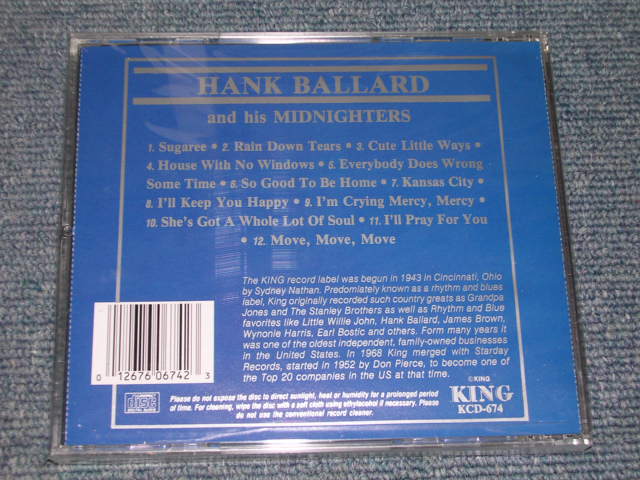 HANK BALLARD
and his MIDNIGHTERS
1. Sugaree • 2. Rain Down Tears • 3. Cute Little Ways •
4. House With No Windows • 5. Everybody Does Wrong
Some Time • 6. So Good To Be Home • 7. Kansas City •
8. I'll Keep You Happy • 9. I'm Crying Mercy, Mercy •
10. She's Got A Whole Lot Of Soul • 11. I'll Pray For You
• 12. Move, Move, Move
The KING record label was begun in 1943 in Cincinnati, Ohio
by Sydney Nathan. Predomiately known as a rhythm and blues
label, King originally recorded such country greats as Grandpa
Jones and The Stanley Brothers as well as Rhythm and Blue
favorites like Little Willie John, Hank Ballard, James Brown,
Wynonie Harris, Earl Bostic and others. Form many years it
was one of the oldest independent, family-owned businesses
in the United States. In 1968 King merged with Starday
Records, started in 1952 by Don Pierce, to become one of
the Top 20 companies in the US at that time.
0 12676 06742 3
COMPACT
disc
DIGITAL AUDIO
Please do not expose the disc to direct sunlight, heat or humidity for a prolonged period
of time. For cleaning, wipe the disc with a soft cloth using ethylocohol if necessary. Please
do not use the conventional record cleaner.
©KING
KING
KCD-674